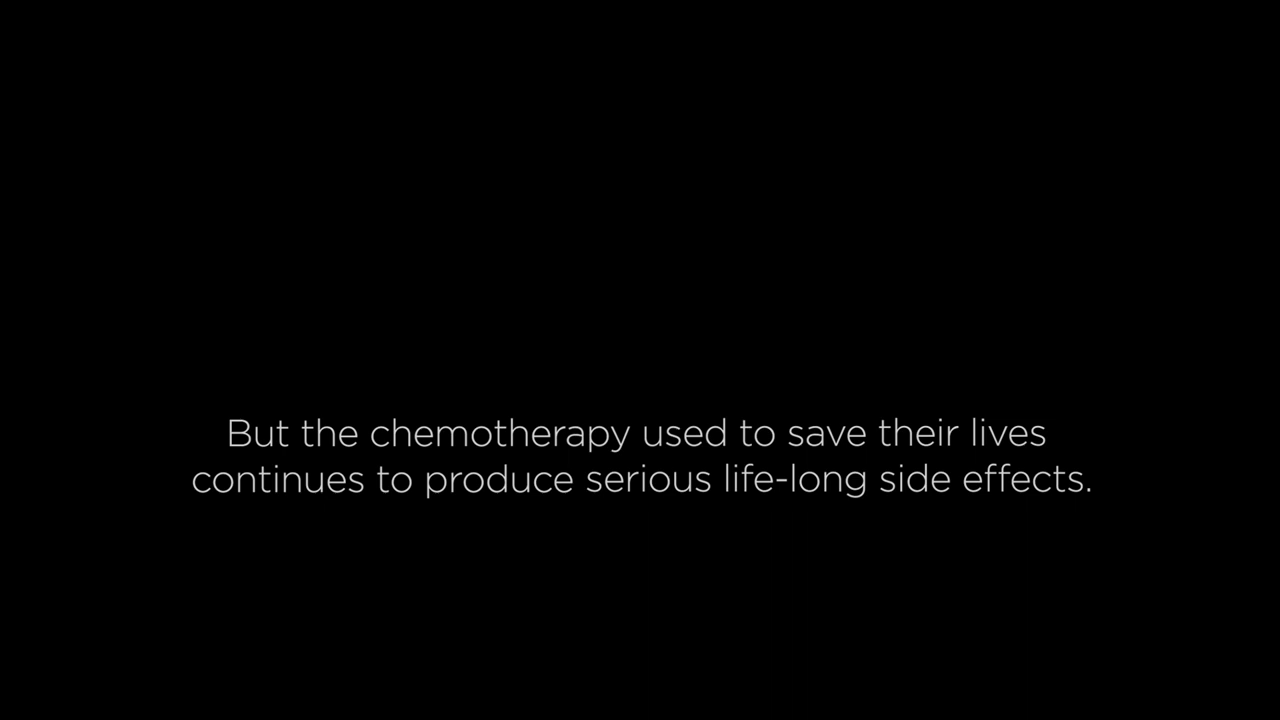 But the chemotherapy used to save their lives
continues to produce serious life-long side effects.